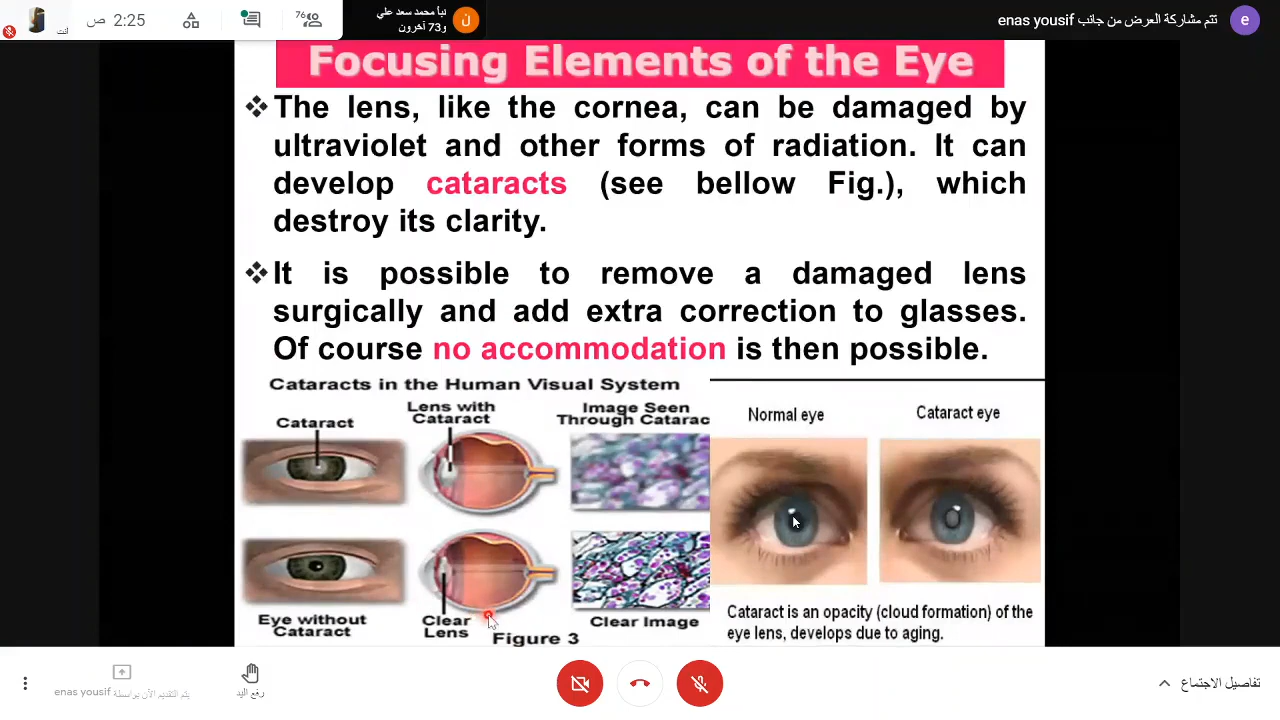 2:25 ص
76
نبأ محمد سعد علي
و73 آخرون
ن
تتم مشاركة العرض من جانب enas yousif
e
أنت
Focusing Elements of the Eye
❖The lens, like the cornea, can be damaged by
ultraviolet and other forms of radiation. It can
develop cataracts (see bellow Fig.), which
destroy its clarity.
❖It is possible to remove a damaged lens
surgically and add extra correction to glasses.
Of course no accommodation is then possible.
Cataracts in the Human Visual System
Cataract
Lens with
Cataract
Image Seen
Through Catarac
Eye without
Cataract
Clear
Lens
Figure 3
Clear Image
Normal eye
Cataract eye
Cataract is an opacity (cloud formation) of the
eye lens, develops due to aging.
يتم التقديم الآن بواسطة enas yousif
رفع اليد
تفاصيل الاجتماع